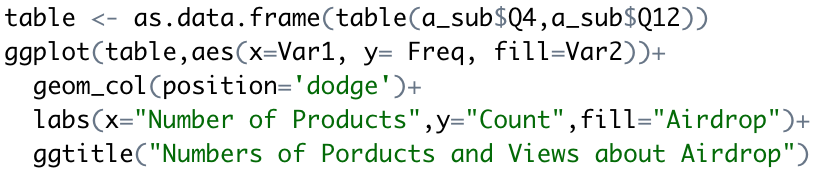 table <- as.data.frame(table(a_sub$Q4,a_sub$Q12))
ggplot(table,aes(x=Var1, y= Freq, fill=Var2))+
  geom_col(position='dodge')+
  labs(x="Number of Products",y="Count",fill="Airdrop")+
  ggtitle("Numbers of Porducts and Views about Airdrop")